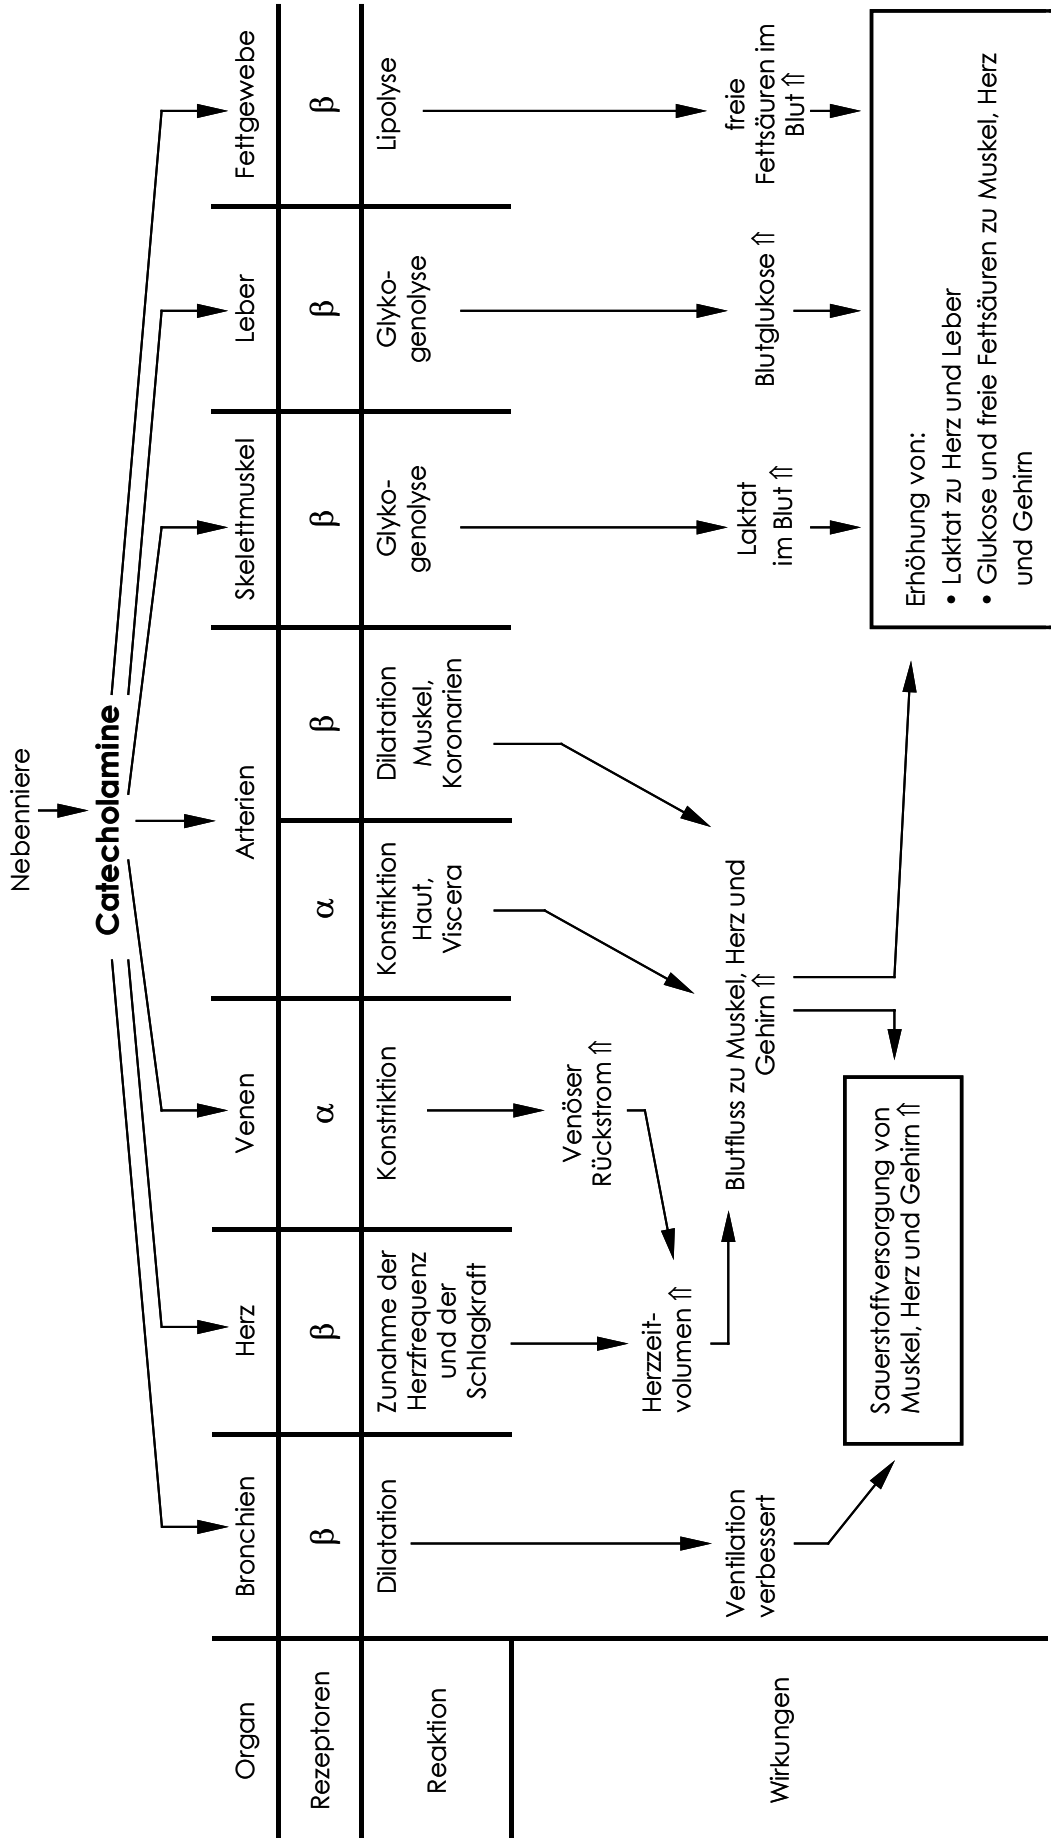 Nebenniere
Catecholamine
Organ
Bronchien
Herz
Venen
Arterien
Skelettmuskel
Leber
Fettgewebe
Rezeptoren
β
β
α
α
β
β
β
β
Reaktion
Dilatation
Zunahme der
Herzfrequenz
und der
Schlagkraft
Konstriktion
Konstriktion
Haut,
Viscera
Dilatation
Muskel,
Koronarien
Glyko-
genolyse
Glyko-
genolyse
Lipolyse
Wirkungen
Venöser
Rückstrom ⇑
Herzzeit-
volumen ⇑
Ventilation
verbessert
Blutfluss zu Muskel, Herz und
Gehirn ⇑
Laktat
im Blut ⇑
Blutglukose ⇑
freie
Fettsäuren im
Blut ⇑
Sauerstoffversorgung von
Muskel, Herz und Gehirn ⇑
Erhöhung von:
• Laktat zu Herz und Leber
• Glukose und freie Fettsäuren zu Muskel, Herz
und Gehirn